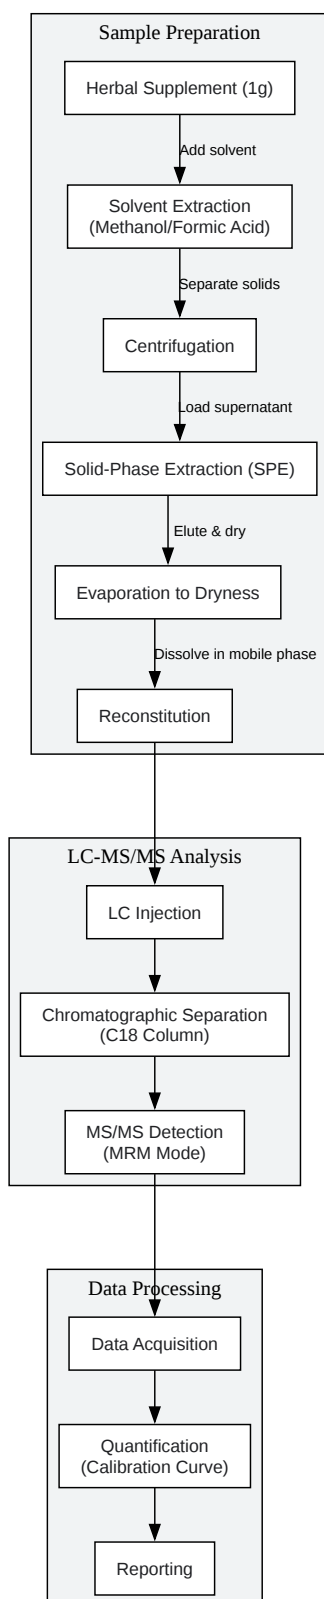 Sample Preparation
Herbal Supplement (1g)
Add solvent
Solvent Extraction
(Methanol/Formic Acid)
Separate solids
Centrifugation
Load supernatant
Solid-Phase Extraction (SPE)
Elute & dry
Evaporation to Dryness
Dissolve in mobile phase
Reconstitution
LC-MS/MS Analysis
LC Injection
Chromatographic Separation
(C18 Column)
MS/MS Detection
(MRM Mode)
Data Processing
Data Acquisition
Quantification
(Calibration Curve)
Reporting